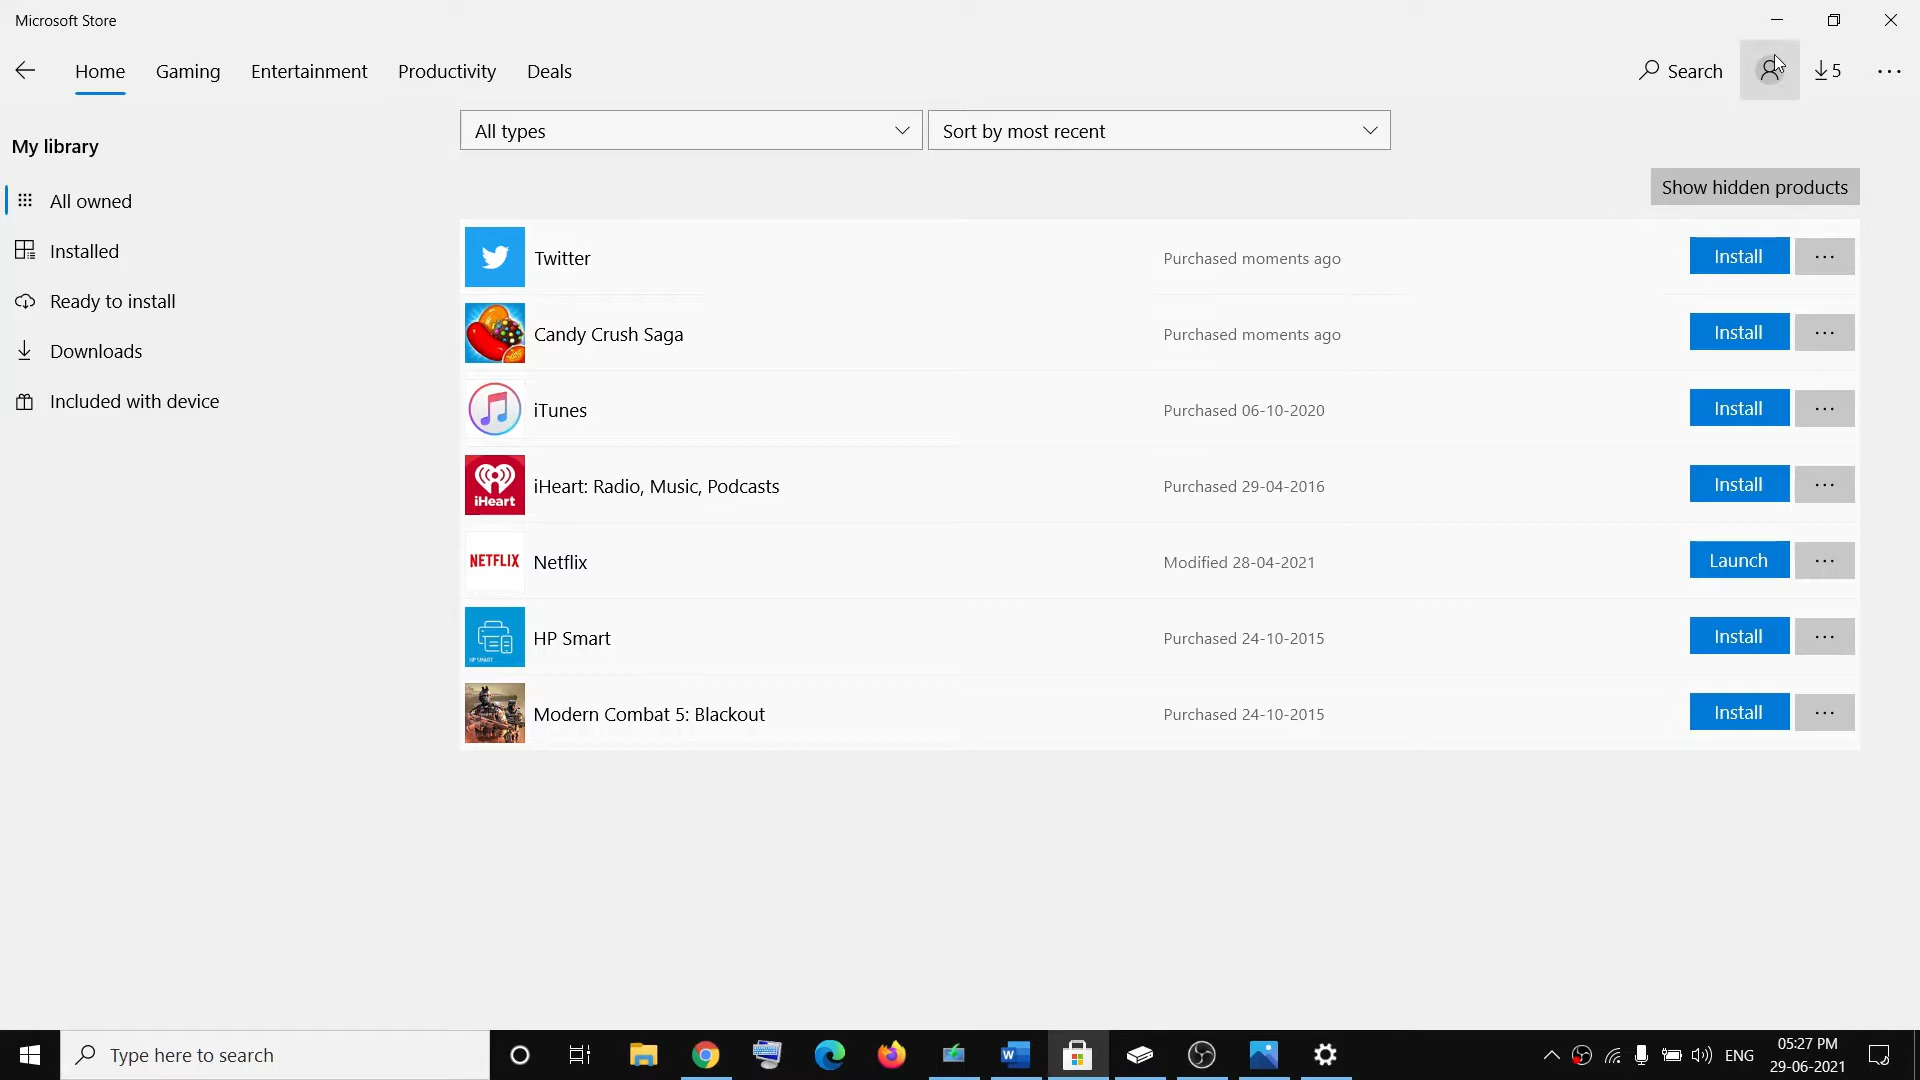 Microsoft Store
Home Gaming Entertainment Productivity Deals Search 5
My library
All owned
Installed
Ready to install
Downloads
Included with device
All types Sort by most recent
Show hidden products
Twitter Purchased moments ago Install
Candy Crush Saga Purchased moments ago Install
iTunes Purchased 06-10-2020 Install
iHeart
iHeart: Radio, Music, Podcasts Purchased 29-04-2016 Install
NETFLIX
Netflix Modified 28-04-2021 Launch
HP SMART
HP Smart Purchased 24-10-2015 Install
Modern Combat 5: Blackout Purchased 24-10-2015 Install
Type here to search ENG 05:27 PM
29-06-2021